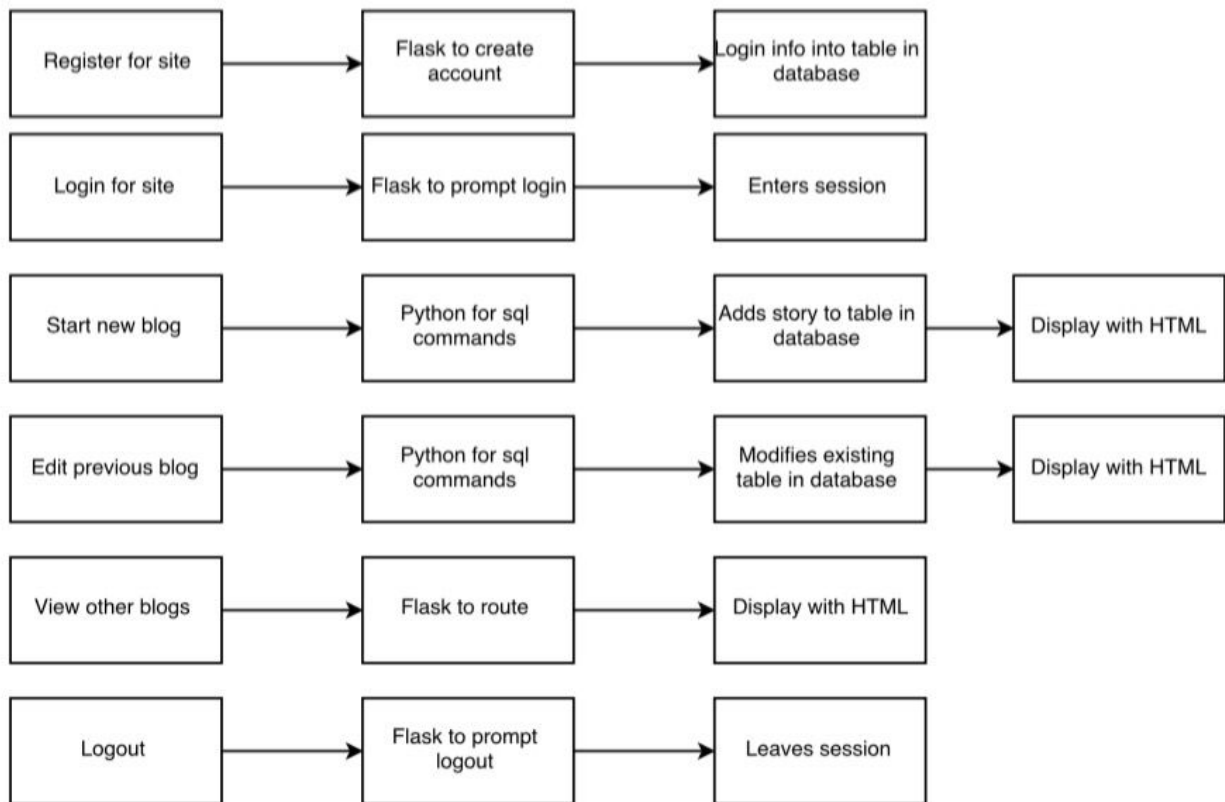 Register for site
Flask to create
account
Login info into table in
database
Login for site
Flask to prompt login
Enters session
Start new blog
Python for sql
commands
Adds story to table in
database
Display with HTML
Edit previous blog
Python for sql
commands
Modifies existing
table in database
Display with HTML
View other blogs
Flask to route
Display with HTML
Logout
Flask to prompt
logout
Leaves session